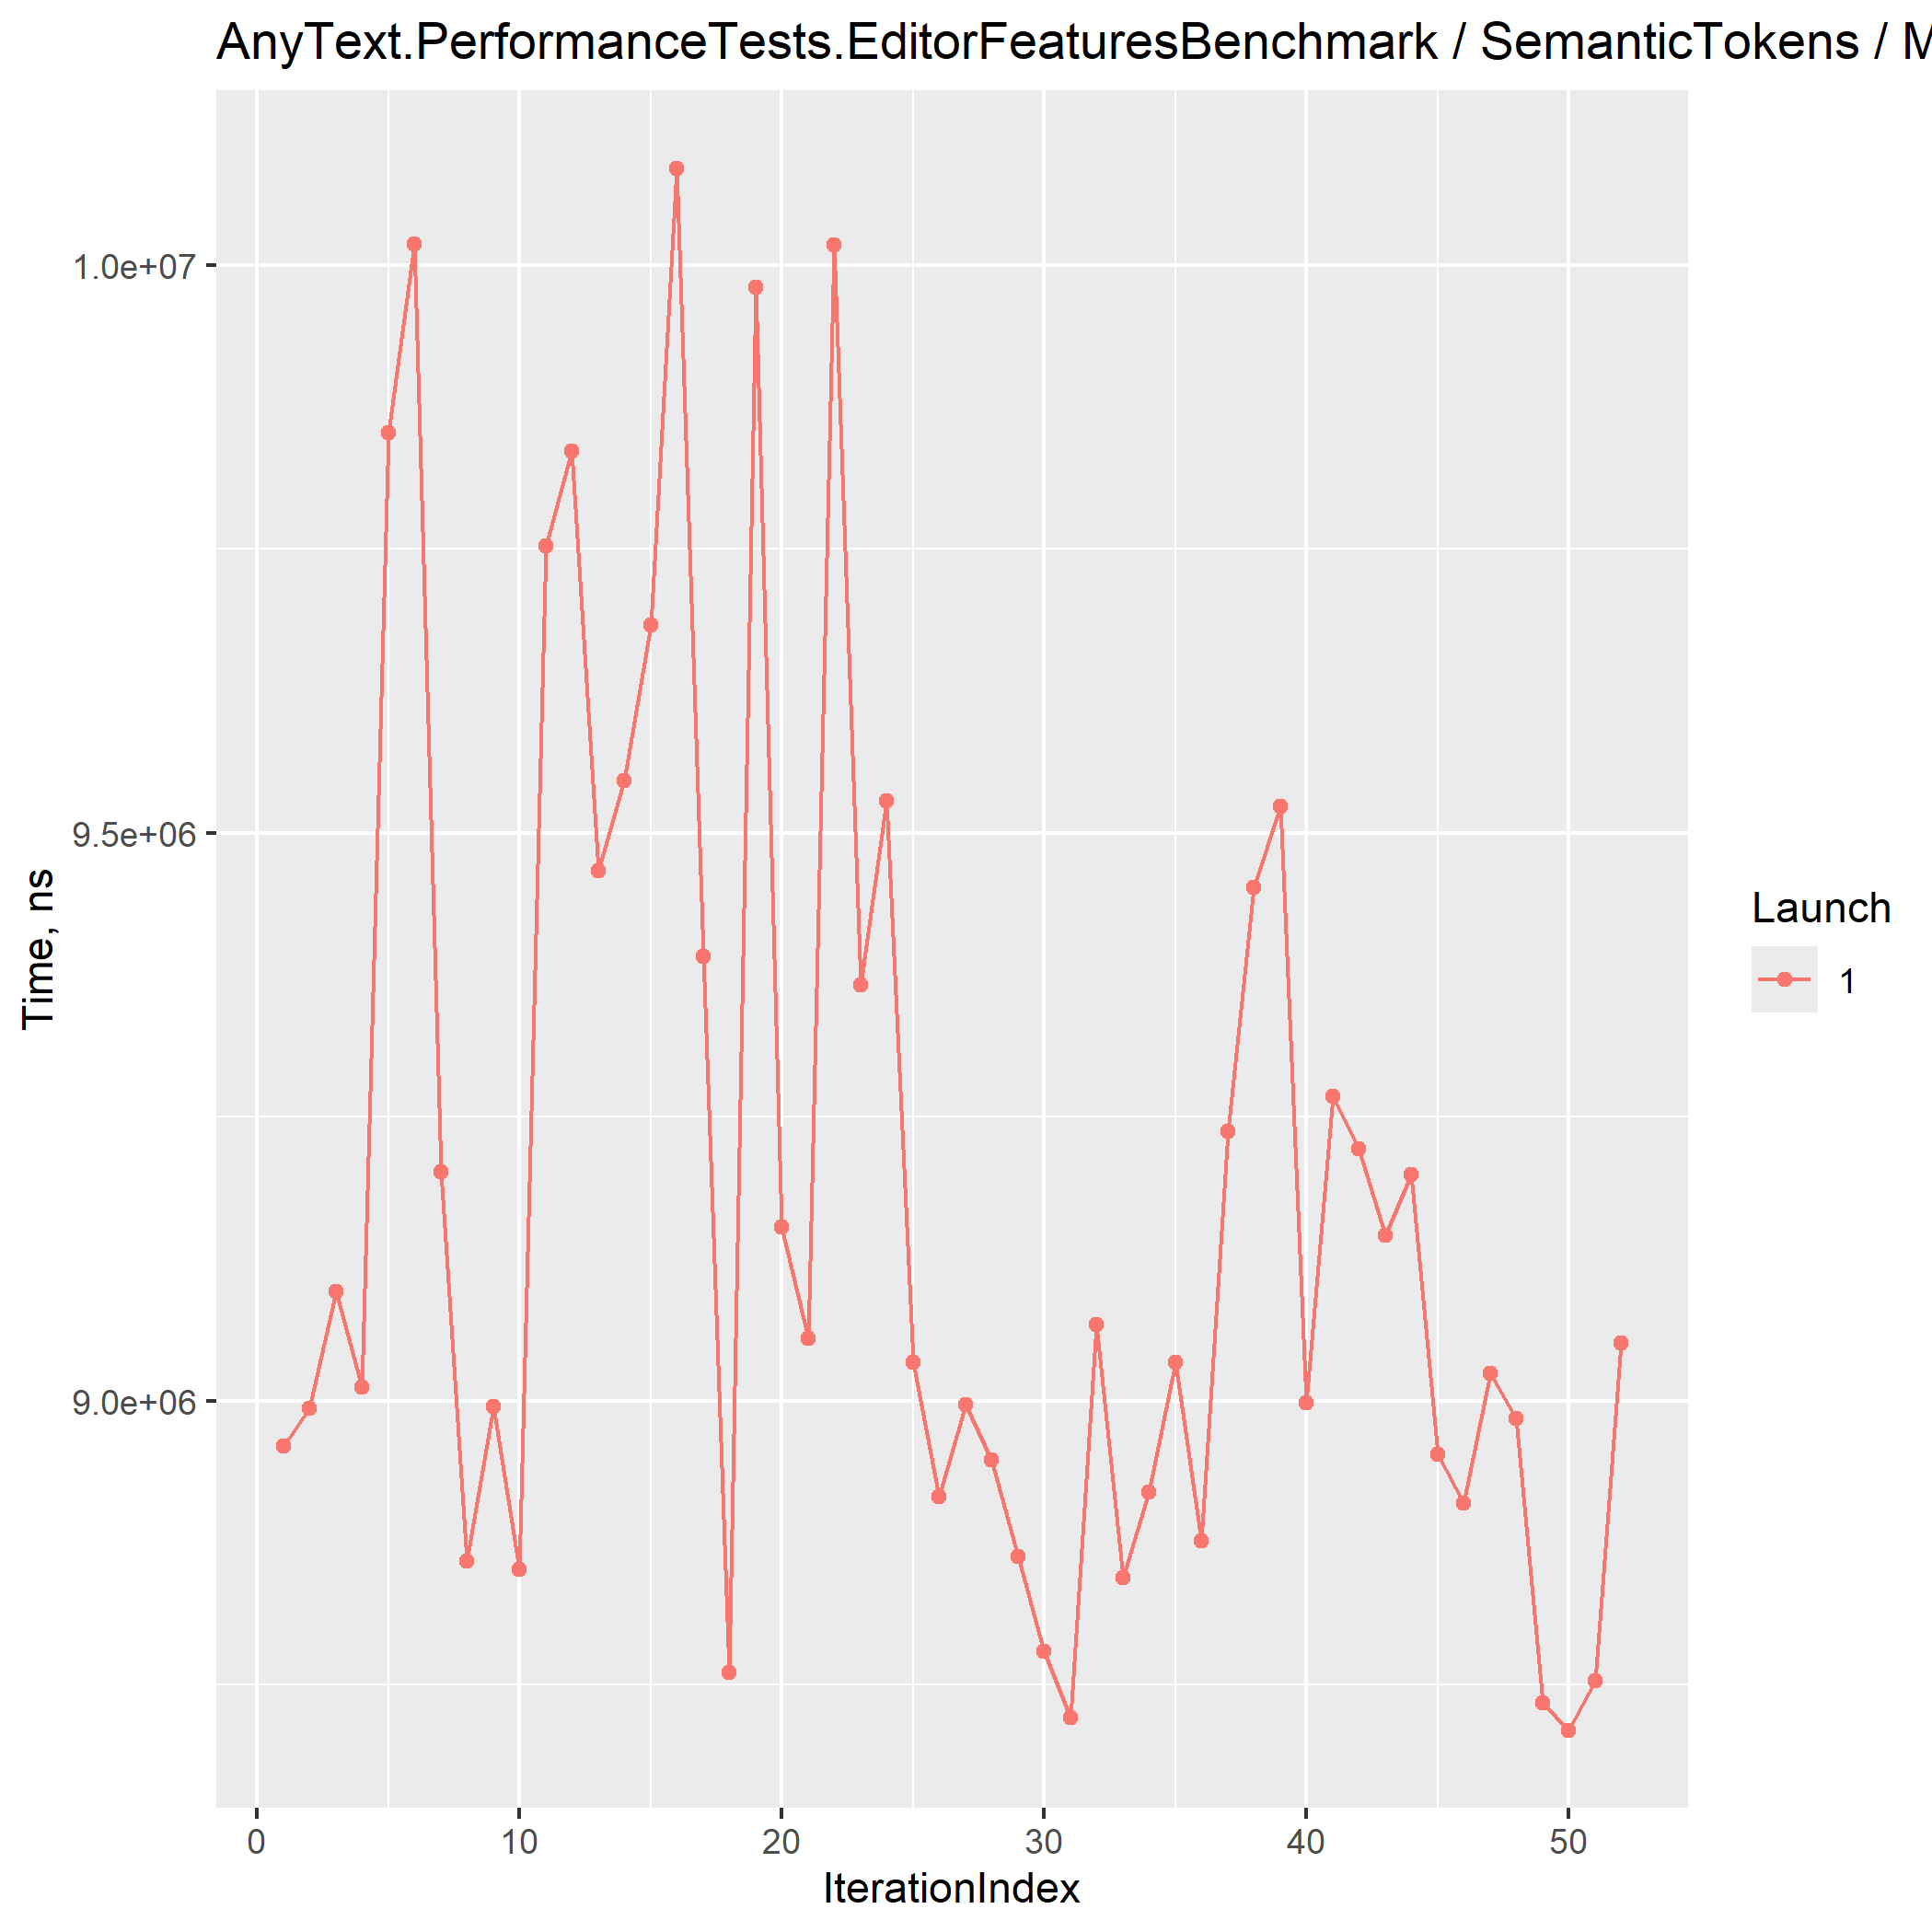 AnyText.PerformanceTests.EditorFeaturesBenchmark / SemanticTokens / M
1.0e+07
9.5e+06
9.0e+06
Time, ns
0 10 20 30 40 50
IterationIndex
Launch
1